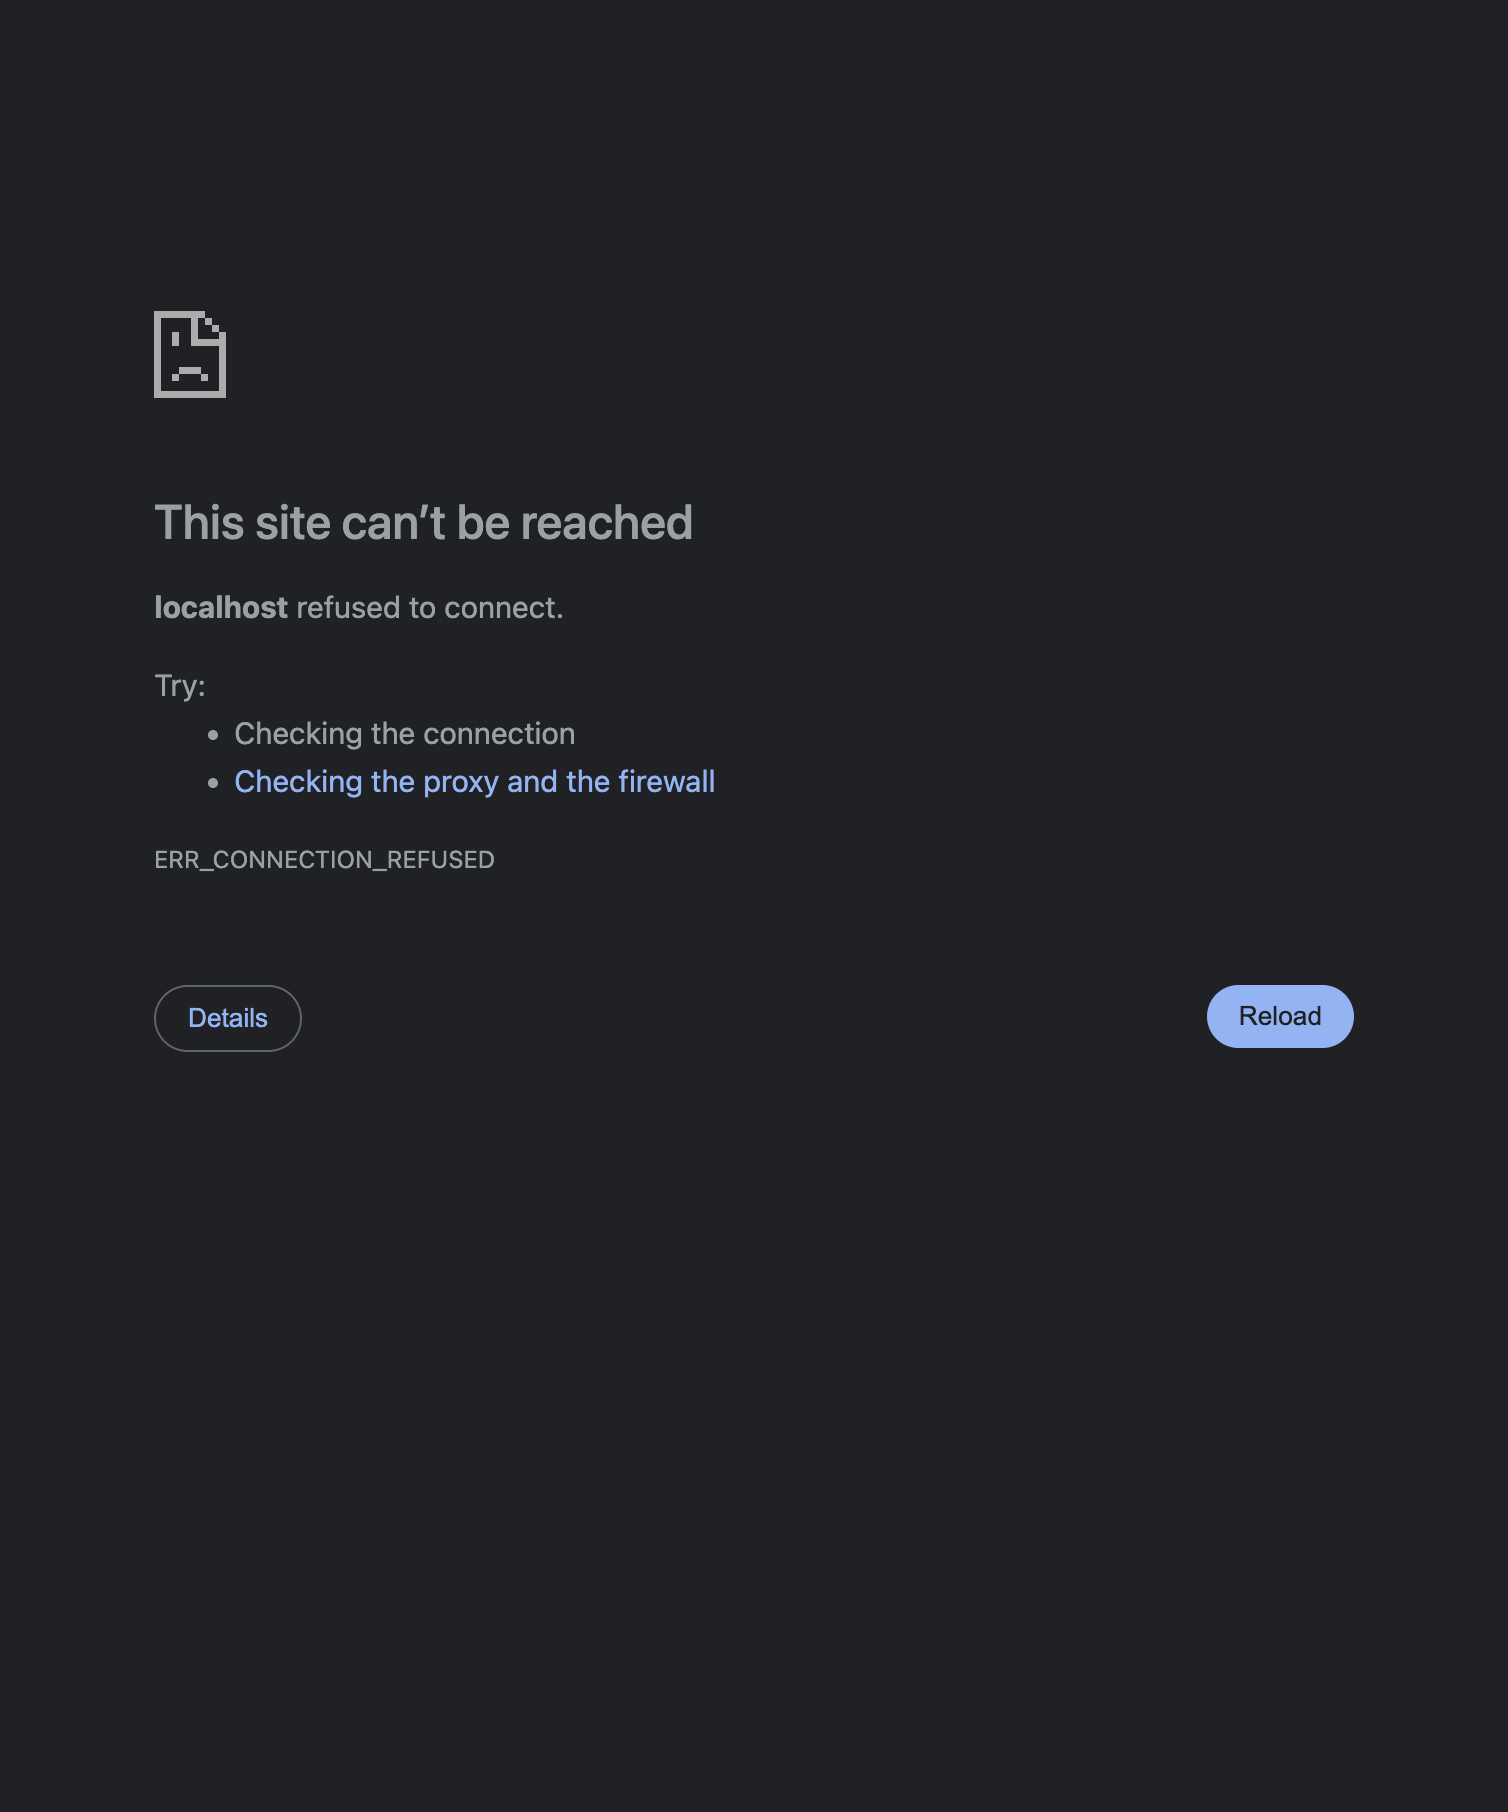 This site can’t be reached
localhost refused to connect.
Try:
• Checking the connection
• Checking the proxy and the firewall
ERR_CONNECTION_REFUSED
Details
Reload